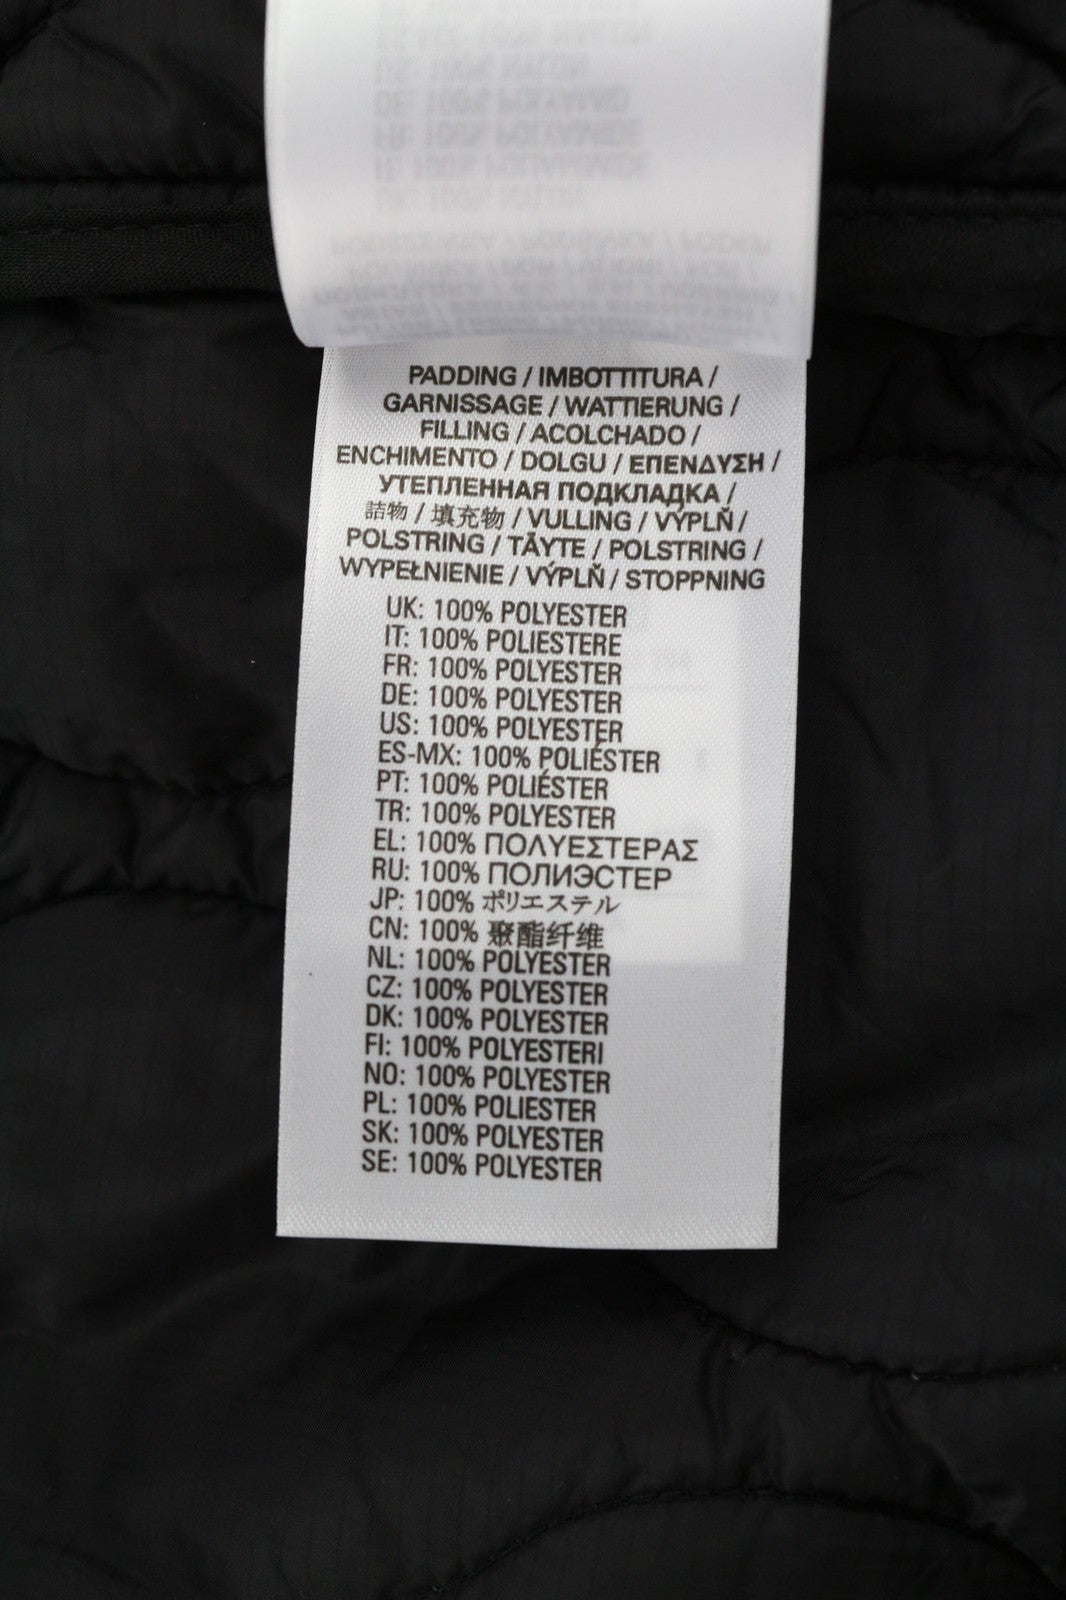 PADDING / IMBOTTITURA /
GARNISSAGE / WATTIERUNG /
FILLING / ACOLCHADO /
ENCHIMENTO / DOLGU / ΕΠΕΝΔΥΣΗ /
УТЕПЛЕННАЯ ПОДКЛАДКА /
詰物 / 填充物 / VULLING / VÝPLŇ /
POLSTRING / TÄYTE / POLSTRING /
WYPEŁNIENIE / VÝPLŇ / STOPPNING
UK: 100% POLYESTER
IT: 100% POLIESTERE
FR: 100% POLYESTER
DE: 100% POLYESTER
US: 100% POLYESTER
ES-MX: 100% POLIÉSTER
PT: 100% POLIÉSTER
TR: 100% POLYESTER
EL: 100% ΠΟΛΥΕΣΤΕΡΑΣ
RU: 100% ПОЛИЭСТЕР
JP: 100% ポリエステル
CN: 100% 聚酯纤维
NL: 100% POLYESTER
CZ: 100% POLYESTER
DK: 100% POLYESTER
FI: 100% POLYESTERI
NO: 100% POLYESTER
PL: 100% POLIESTER
SK: 100% POLYESTER
SE: 100% POLYESTER